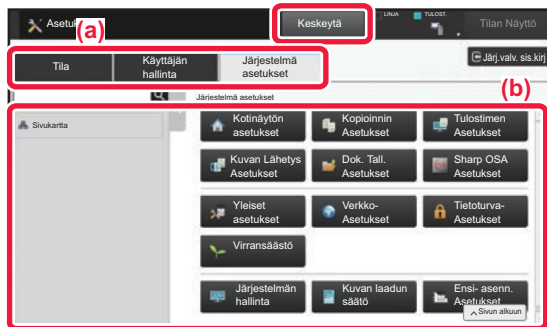 Asetuk
Keskeytä
LINJA
TULOST.
Tilan Näyttö
(a)
Tila
Käyttäjän
hallinta
Järjestelmä
asetukset
Järj.valv. sis.kirj
(b)
Järjestelmä asetukset
Sivukartta
Kotinäytön
asetukset
Kopioinnin
Asetukset
Tulostimen
Asetukset
Kuvan Lähetys
Asetukset
Dok. Tall.
Asetukset
Sharp OSA
Asetukset
Yleiset
asetukset
Verkko-
Asetukset
Tietoturva-
Asetukset
Virransäästö
Järjestelmän
hallinta
Kuvan laadun
säätö
Ensi- asenn.
Asetukset
Sivun alkuun